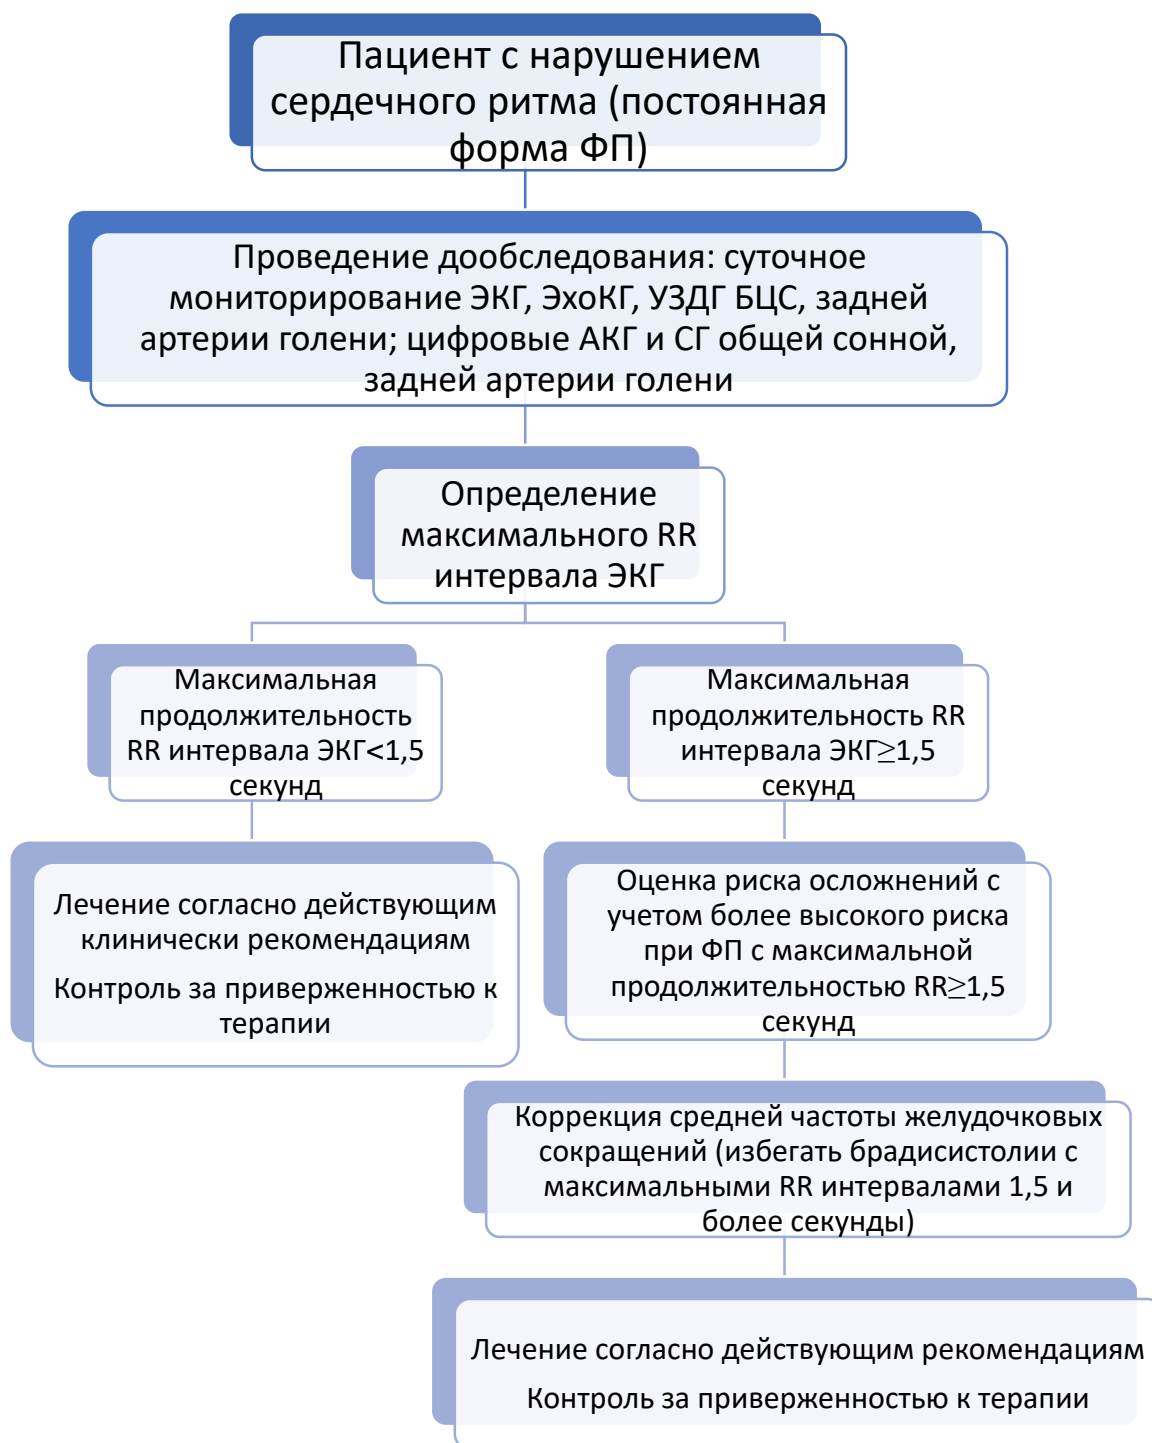 Пациент с нарушением
сердечного ритма (постоянная
форма ФП)
Проведение дообследования: суточное
мониторирование ЭКГ, ЭхоКГ, УЗДГ БЦС, задней
артерии голени; цифровые АКГ и СГ общей сонной,
задней артерии голени
Определение
максимального RR
интервала ЭКГ
Максимальная
продолжительность
RR интервала ЭКГ<1,5
секунд
Максимальная
продолжительность RR
интервала ЭКГ≥1,5
секунд
Лечение согласно действующим
клинически рекомендациям
Контроль за приверженностью к
терапии
Оценка риска осложнений с
учетом более высокого риска
при ФП с максимальной
продолжительностью RR≥1,5
секунд
Коррекция средней частоты желудочковых
сокращений (избегать брадисистолии с
максимальными RR интервалами 1,5 и
более секунды)
Лечение согласно действующим рекомендациям
Контроль за приверженностью к терапии